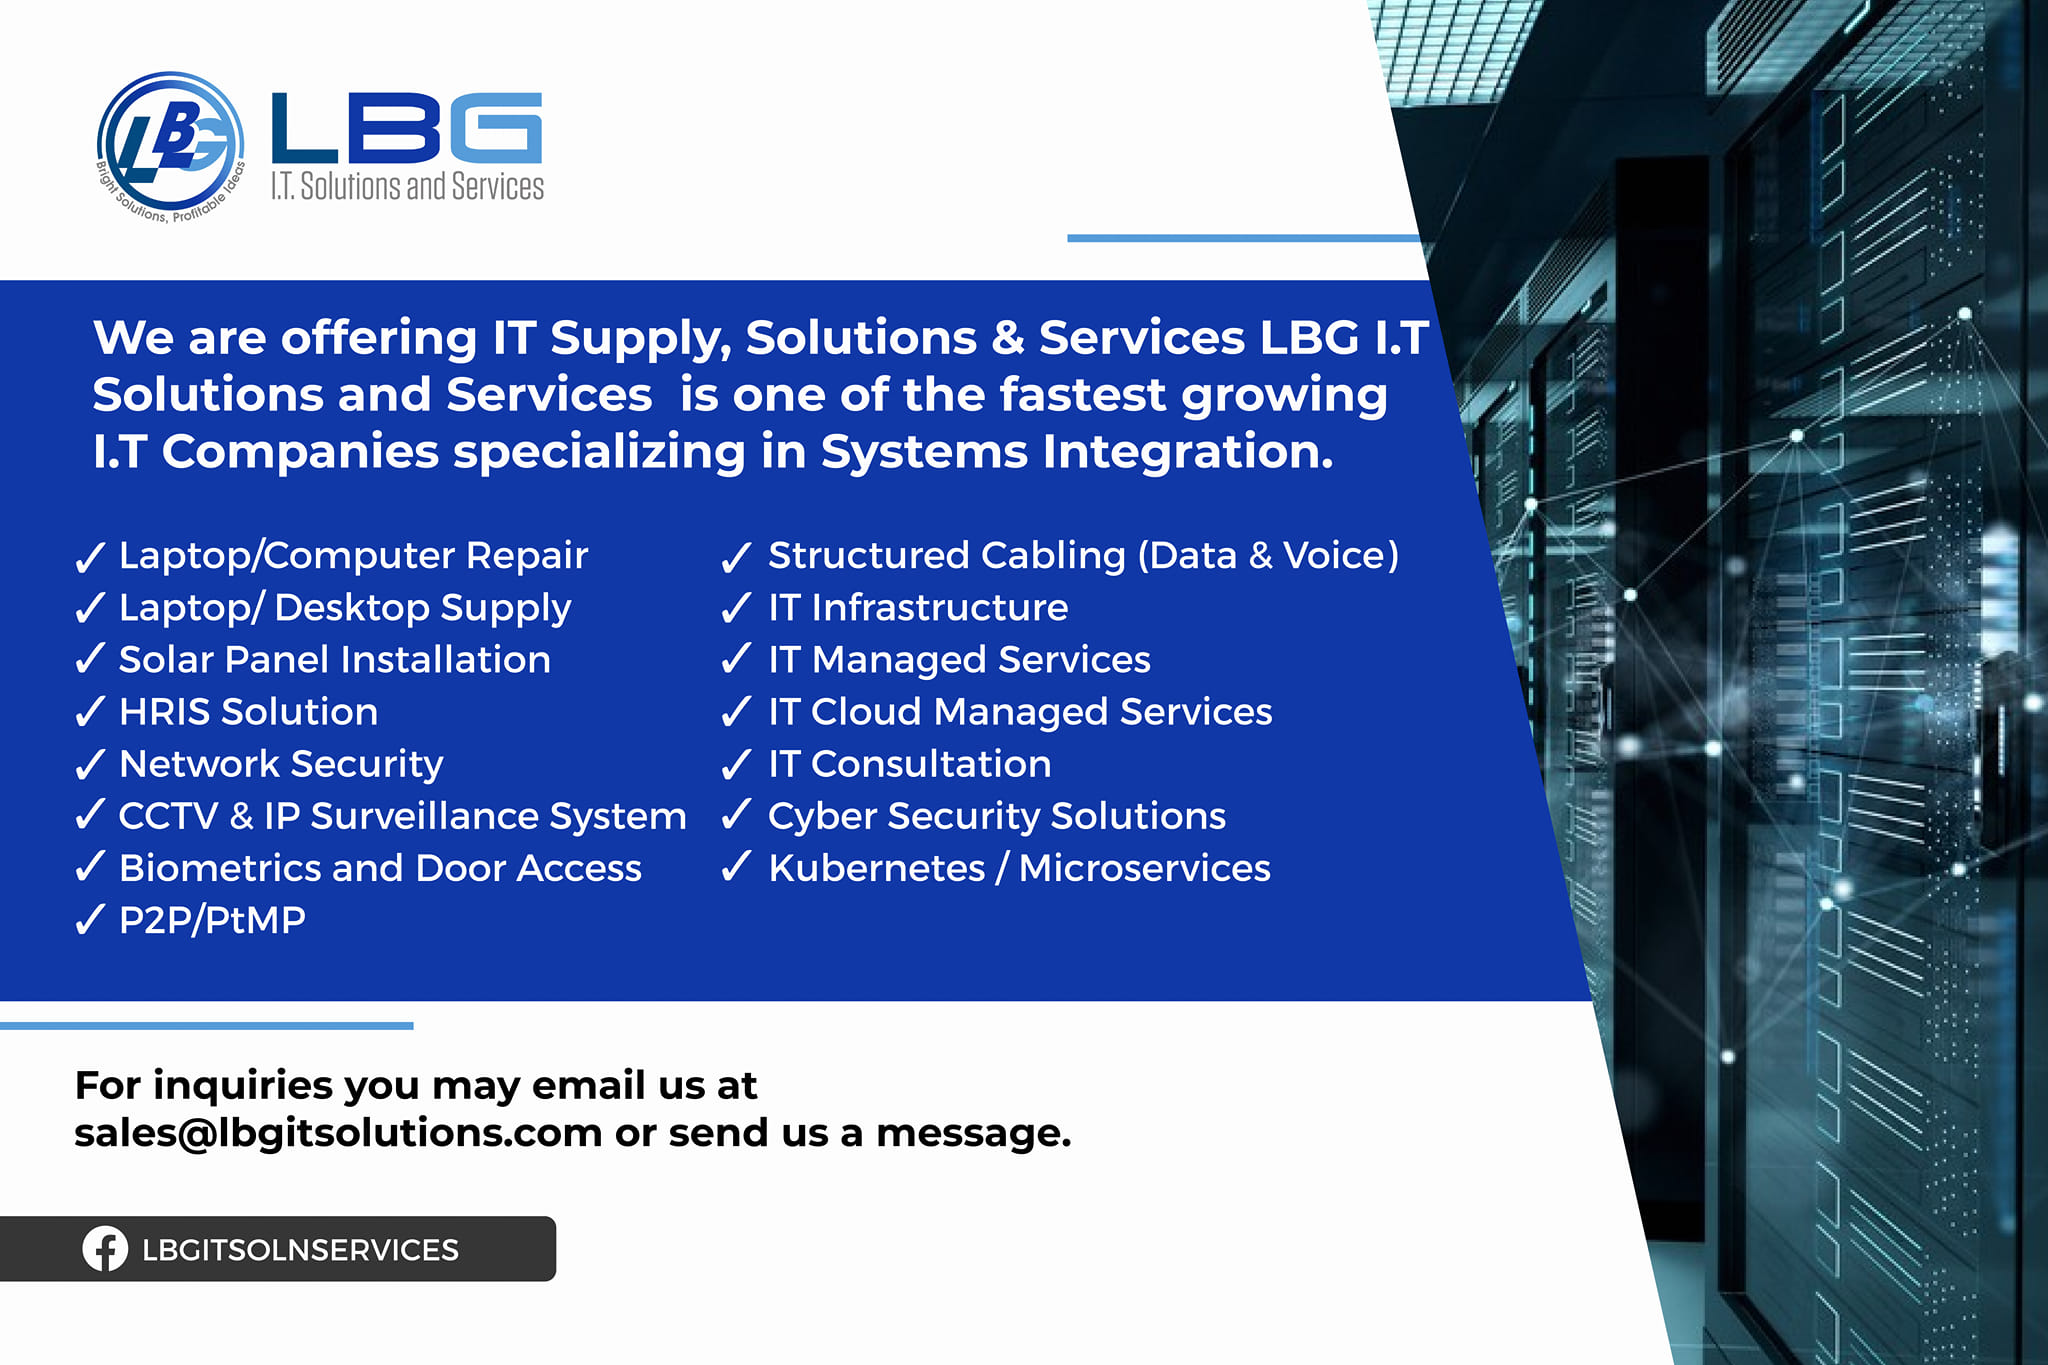 LBG
Bright Solutions, Profitable Ideas
LBG
I.T. Solutions and Services
We are offering IT Supply, Solutions & Services LBG I.T
Solutions and Services  is one of the fastest growing
I.T Companies specializing in Systems Integration.
✓ Laptop/Computer Repair
✓ Laptop/ Desktop Supply
✓ Solar Panel Installation
✓ HRIS Solution
✓ Network Security
✓ CCTV & IP Surveillance System
✓ Biometrics and Door Access
✓ P2P/PtMP
✓ Structured Cabling (Data & Voice)
✓ IT Infrastructure
✓ IT Managed Services
✓ IT Cloud Managed Services
✓ IT Consultation
✓ Cyber Security Solutions
✓ Kubernetes / Microservices
For inquiries you may email us at
sales@lbgitsolutions.com or send us a message.
LBGITSOLNSERVICES